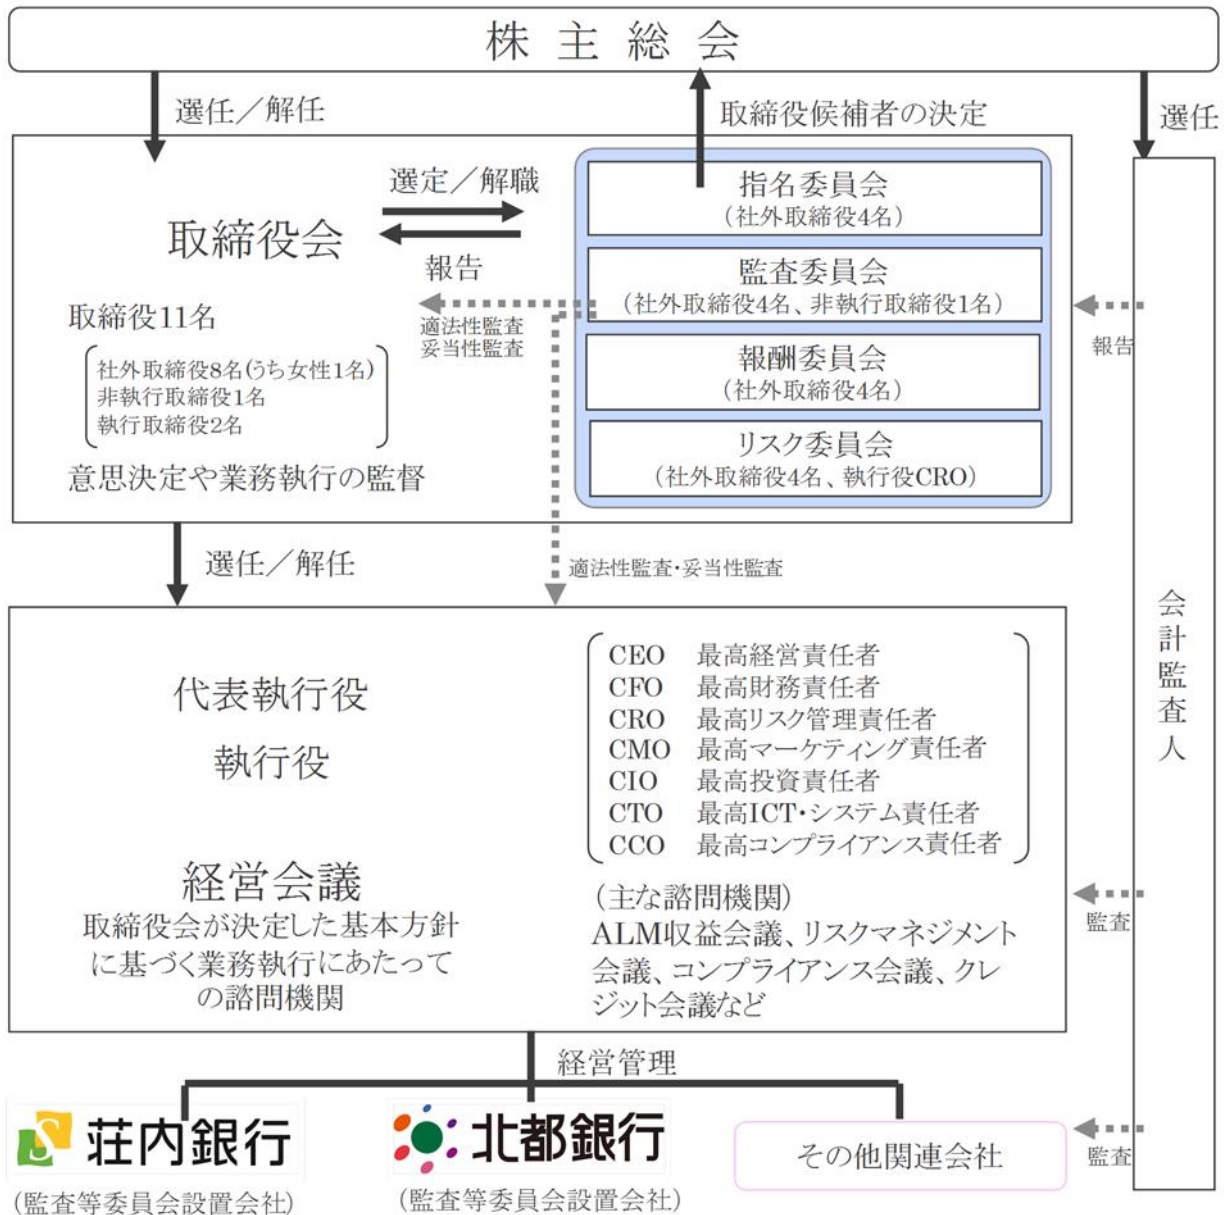 株主総会
選任／解任
取締役候補者の決定
選任
取締役会
選定／解職
報告
取締役11名
社外取締役8名(うち女性1名)
非執行取締役1名
執行取締役2名
意思決定や業務執行の監督
適法性監査
妥当性監査
指名委員会
(社外取締役4名)
監査委員会
(社外取締役4名、非執行取締役1名)
報酬委員会
(社外取締役4名)
リスク委員会
(社外取締役4名、執行役CRO)
報告
選任／解任
適法性監査・妥当性監査
会計監査人
代表執行役
執行役
経営会議
取締役会が決定した基本方針
に基づく業務執行にあたって
の諮問機関
CEO 最高経営責任者
CFO 最高財務責任者
CRO 最高リスク管理責任者
CMO 最高マーケティング責任者
CIO 最高投資責任者
CTO 最高ICT・システム責任者
CCO 最高コンプライアンス責任者
(主な諮問機関)
ALM収益会議、リスクマネジメント
会議、コンプライアンス会議、クレ
ジット会議など
監査
経営管理
S 荘内銀行
(監査等委員会設置会社)
北都銀行
(監査等委員会設置会社)
その他関連会社
監査